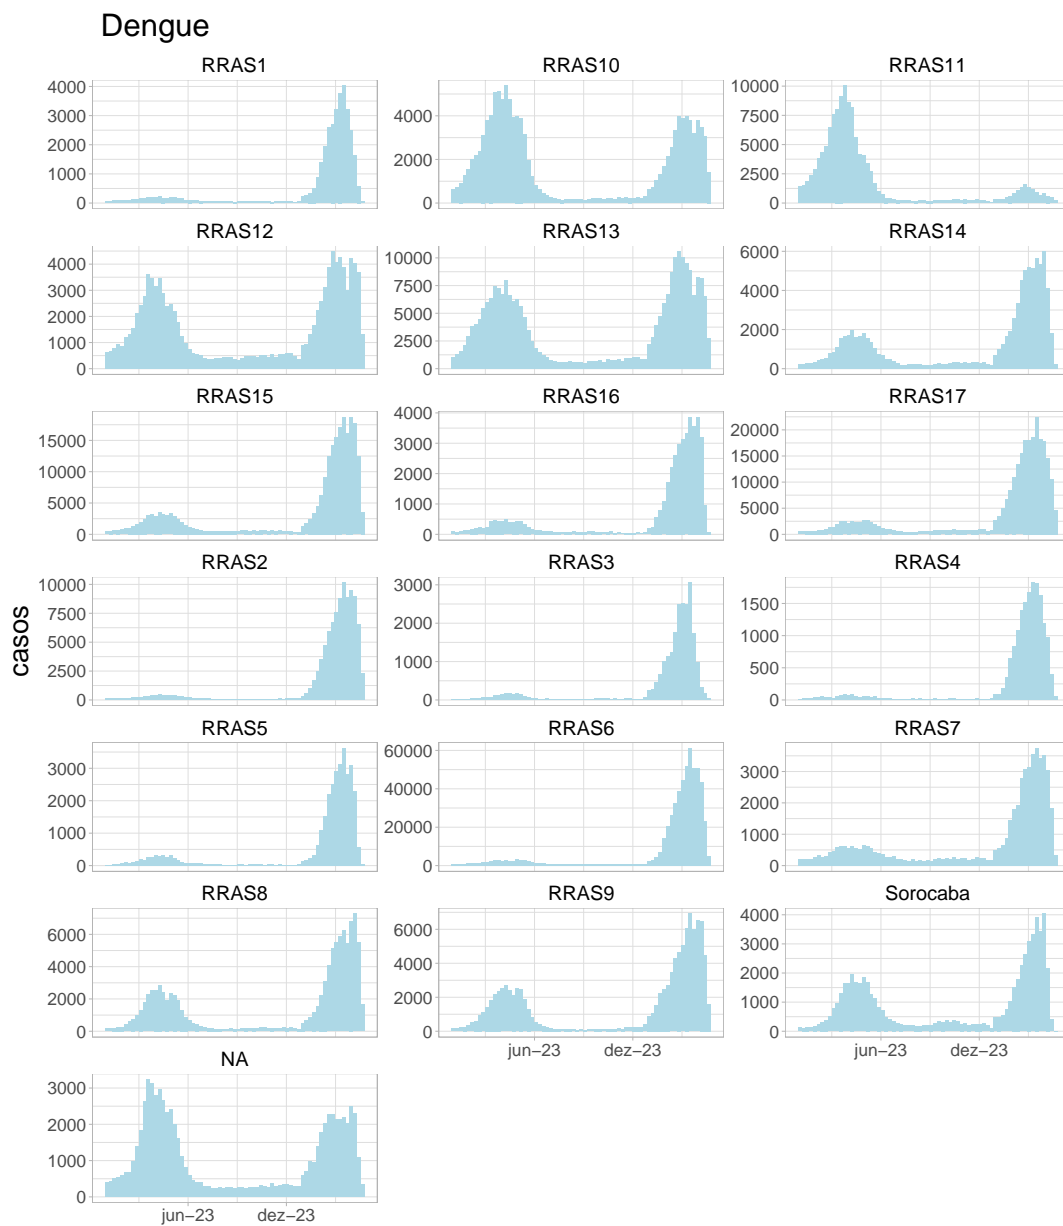 Dengue
RRAS1 RRAS10 RRAS11
4000 3000 2000 1000 0
4000 2000 0
10000 7500 5000 2500 0
RRAS12 RRAS13 RRAS14
4000 3000 2000 1000 0
10000 7500 5000 2500 0
6000 4000 2000 0
RRAS15 RRAS16 RRAS17
15000 10000 5000 0
4000 3000 2000 1000 0
20000 15000 10000 5000 0
RRAS2 RRAS3 RRAS4
10000 7500 5000 2500 0
3000 2000 1000 0
1500 1000 500 0
casos
RRAS5 RRAS6 RRAS7
3000 2000 1000 0
60000 40000 20000 0
3000 2000 1000 0
RRAS8 RRAS9 Sorocaba
6000 4000 2000 0
6000 4000 2000 0
4000 3000 2000 1000 0
jun−23 dez−23 jun−23 dez−23
NA
3000 2000 1000 0
jun−23 dez−23